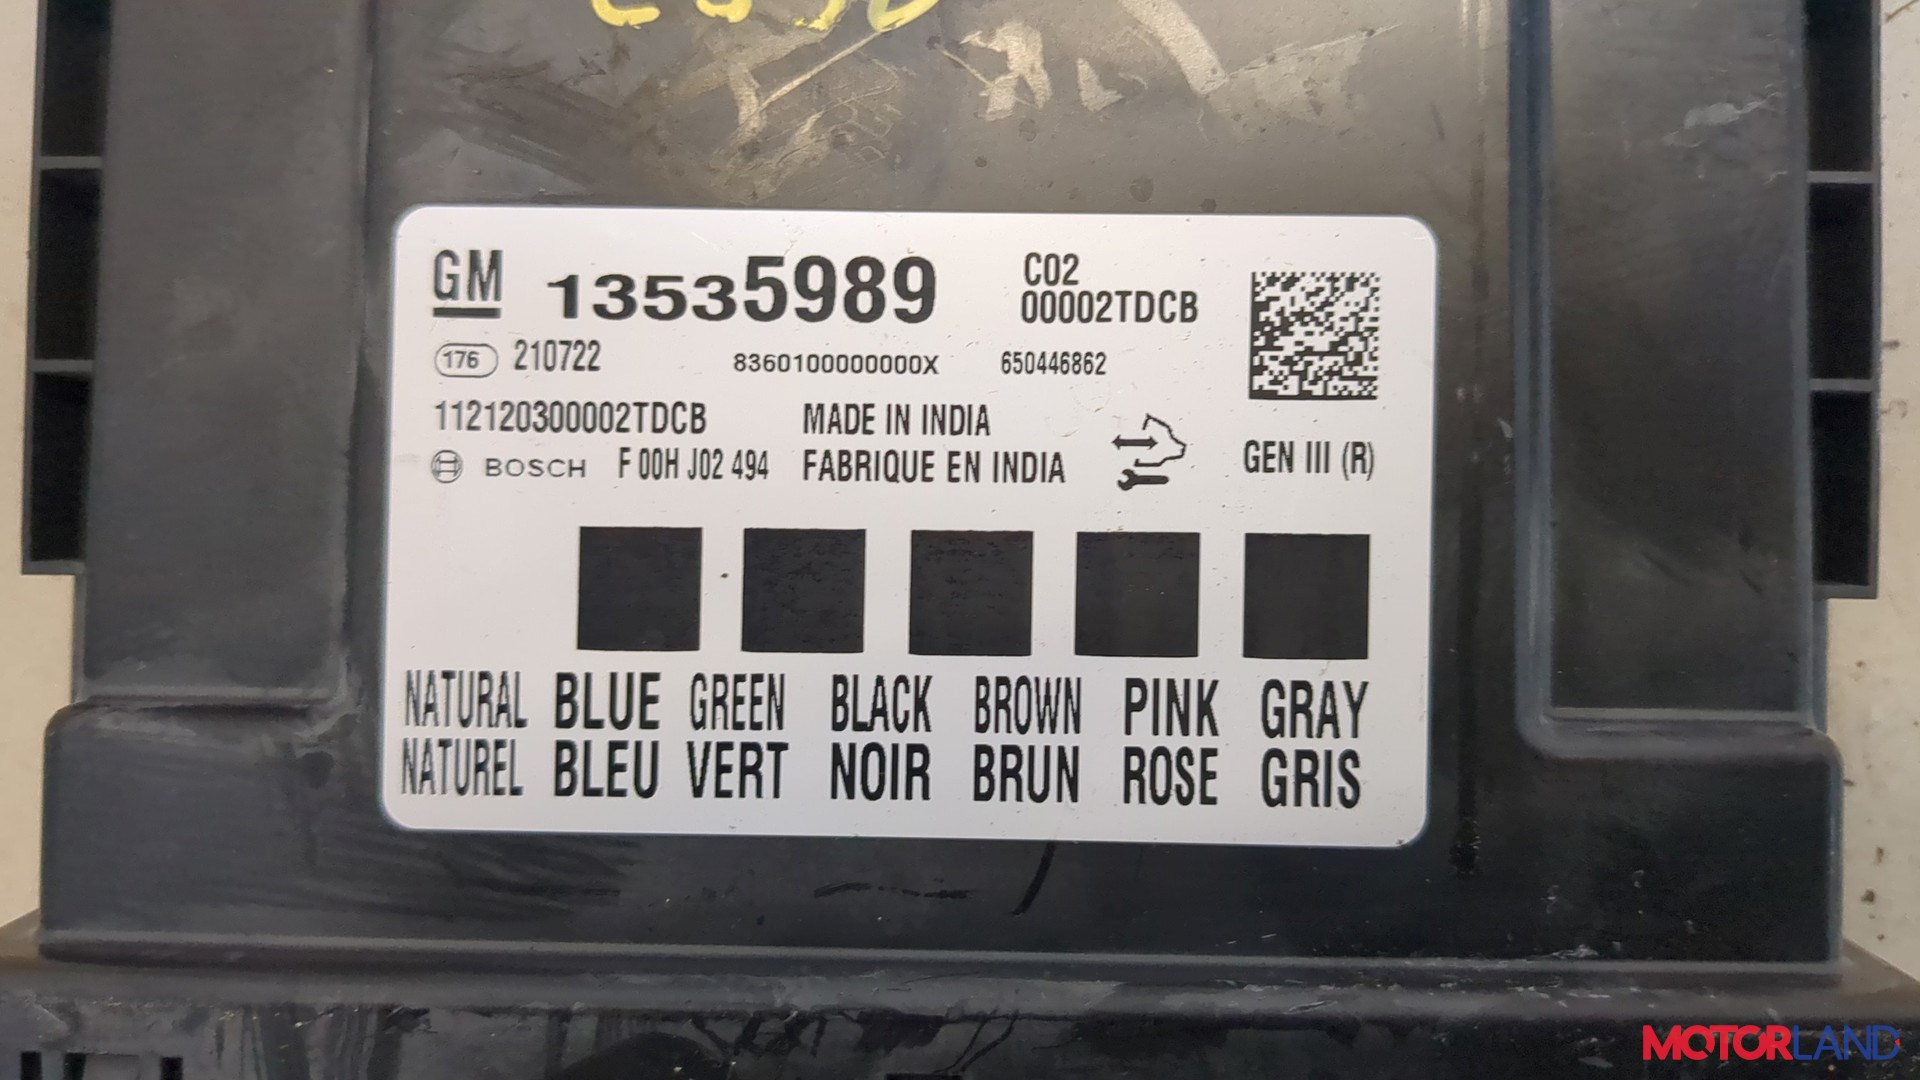 GM 13535989 C02
00002TDCB
176 210722 8360100000000X 650446862
112120300002TDCB MADE IN INDIA
BOSCH F 00H J02 494 FABRIQUE EN INDIA GEN III (R)
NATURAL BLUE GREEN BLACK BROWN PINK GRAY
NATUREL BLEU VERT NOIR BRUN ROSE GRIS
MOTORLAND